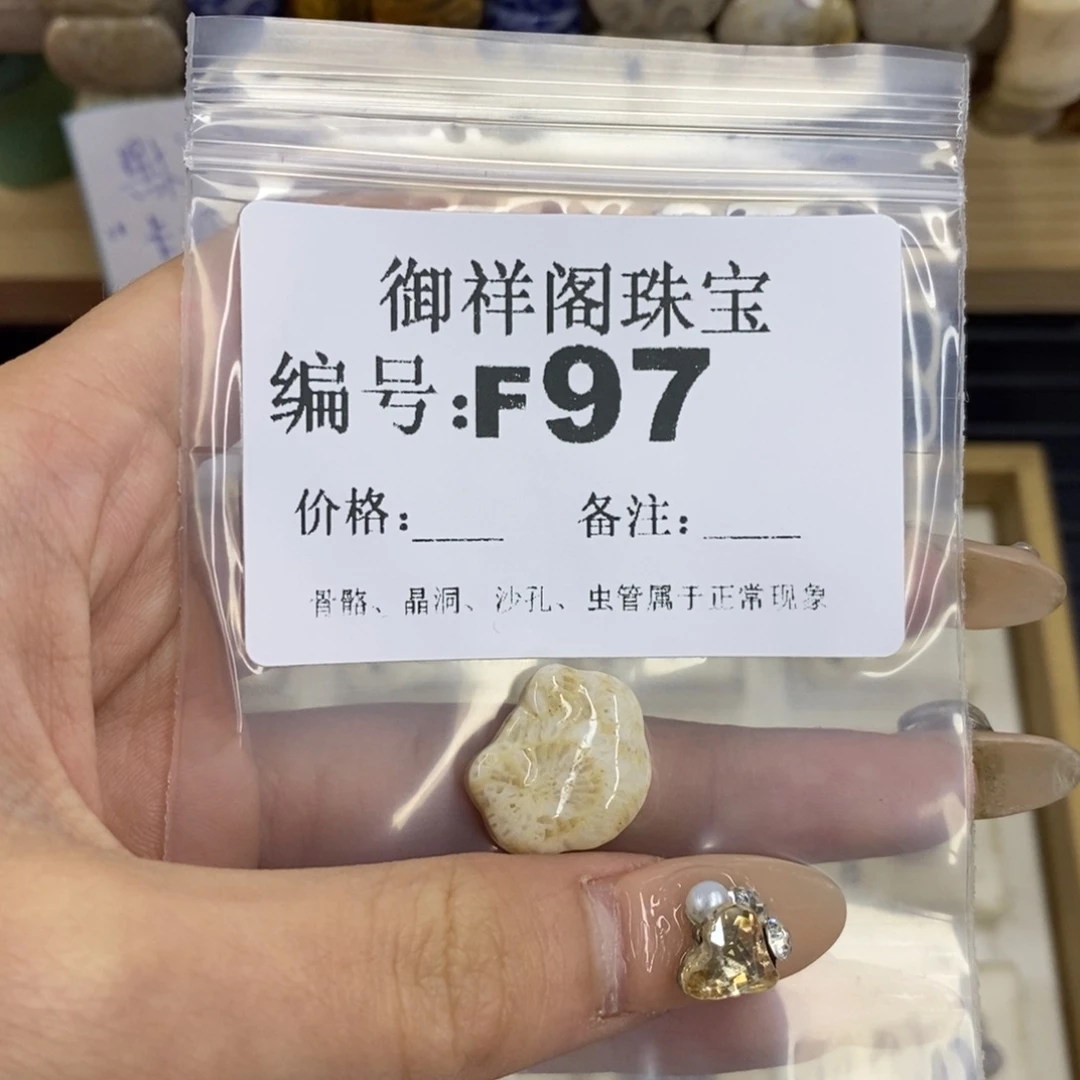 御祥阁珠宝
编号:F97
价格:____ 备注:____
骨骼、晶洞、沙孔、虫管属于正常现象